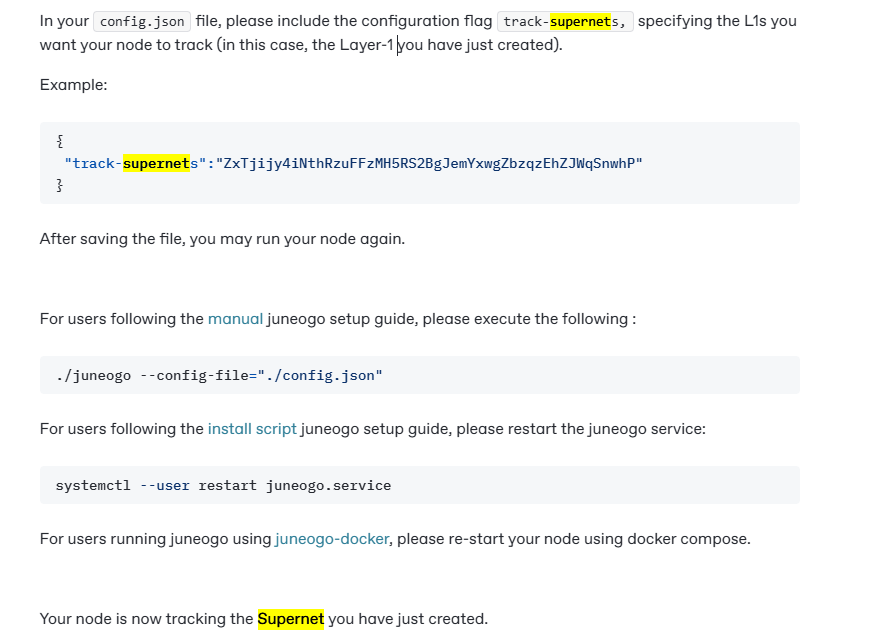 In your config.json file, please include the configuration flag track-supernets, specifying the L1s you
want your node to track (in this case, the Layer-1 you have just created).
Example:
{
"track-supernets":"ZxTjijy4iNthRzuFFzMH5RS2BgJemYxwgZbzqzEhZJWqSnwhP"
}
After saving the file, you may run your node again.
For users following the manual juneogo setup guide, please execute the following :
./juneogo --config-file="./config.json"
For users following the install script juneogo setup guide, please restart the juneogo service:
systemctl --user restart juneogo.service
For users running juneogo using juneogo-docker, please re-start your node using docker compose.
Your node is now tracking the Supernet you have just created.